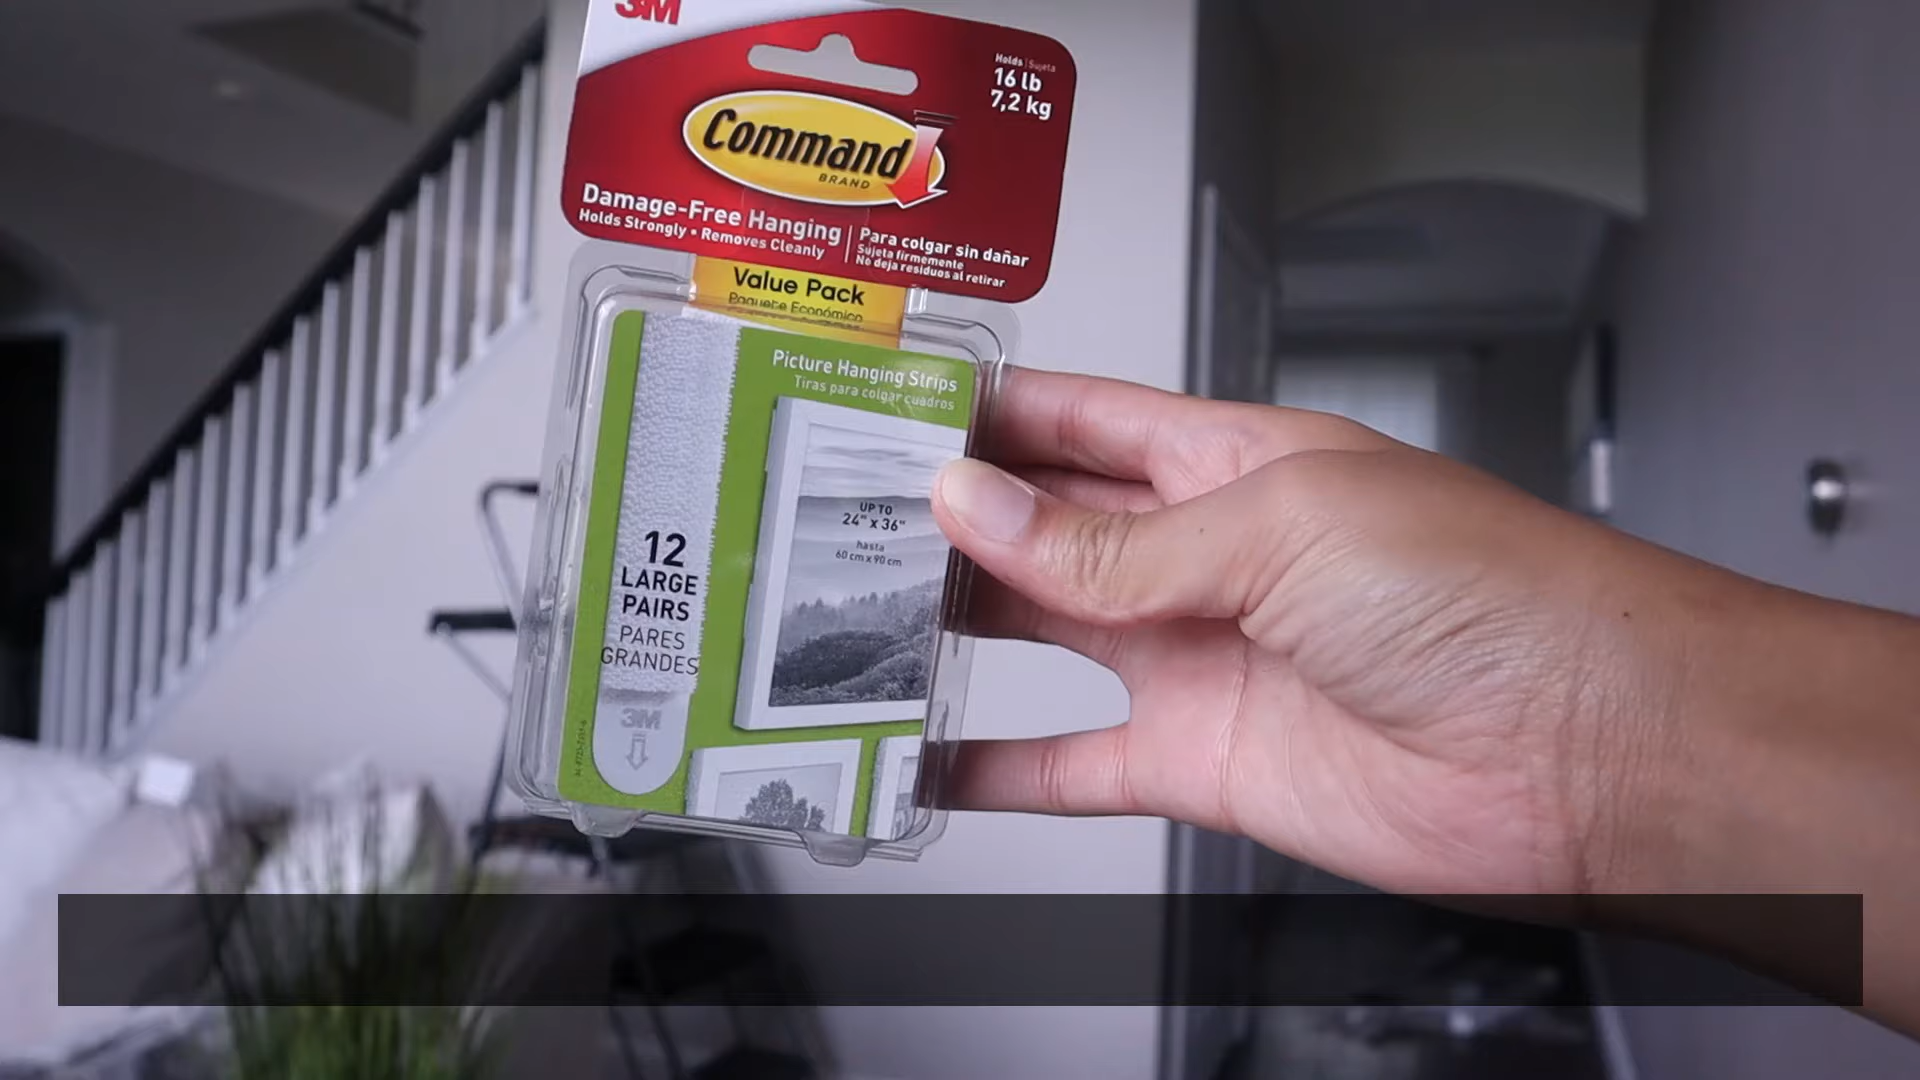 3M
Holds | Sujeta
16 lb
7,2 kg
Command
BRAND
Damage-Free Hanging
Holds Strongly • Removes Cleanly
Para colgar sin dañar
Sujeta firmemente
No deja residuos al retirar
Value Pack
Paquete Económico
Picture Hanging Strips
Tiras para colgar cuadros
UP TO
24" x 36"
hasta
60 cm x 90 cm
12
LARGE
PAIRS
PARES
GRANDES
3M